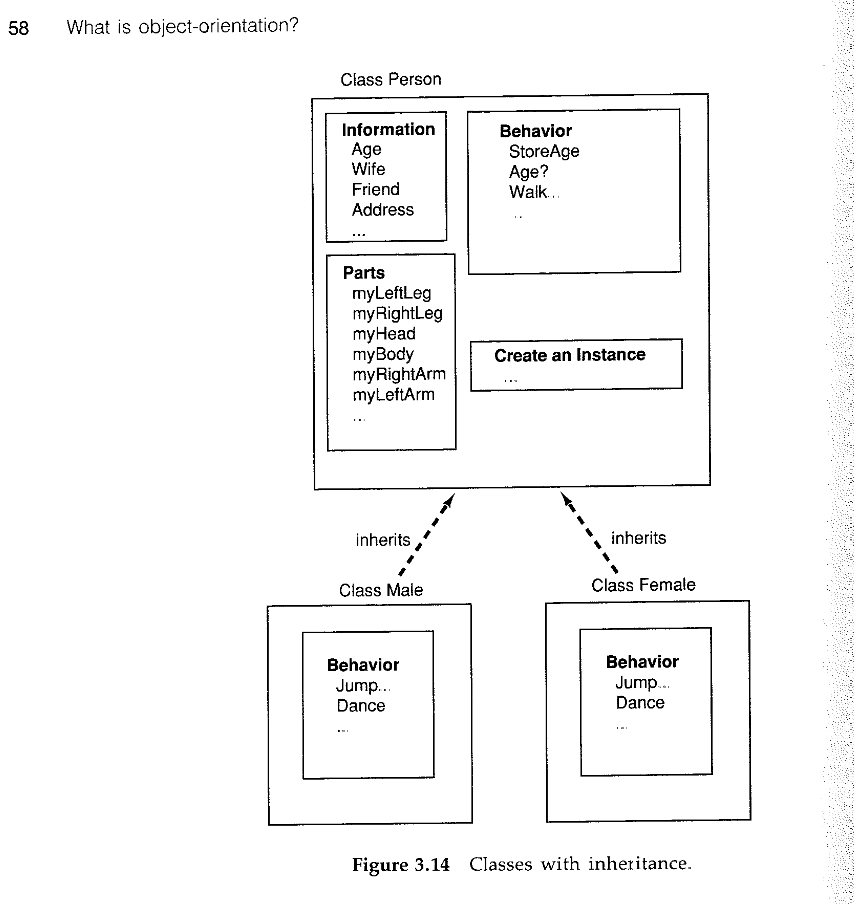 58 What is object-orientation?
Class Person
Information
Age
Wife
Friend
Address
...
Behavior
StoreAge
Age?
Walk...
..
Parts
myLeftLeg
myRightLeg
myHead
myBody
myRightArm
myLeftArm
...
Create an Instance
...
inherits
inherits
Class Male
Behavior
Jump...
Dance
...
Class Female
Behavior
Jump...
Dance
...
Figure 3.14 Classes with inheritance.